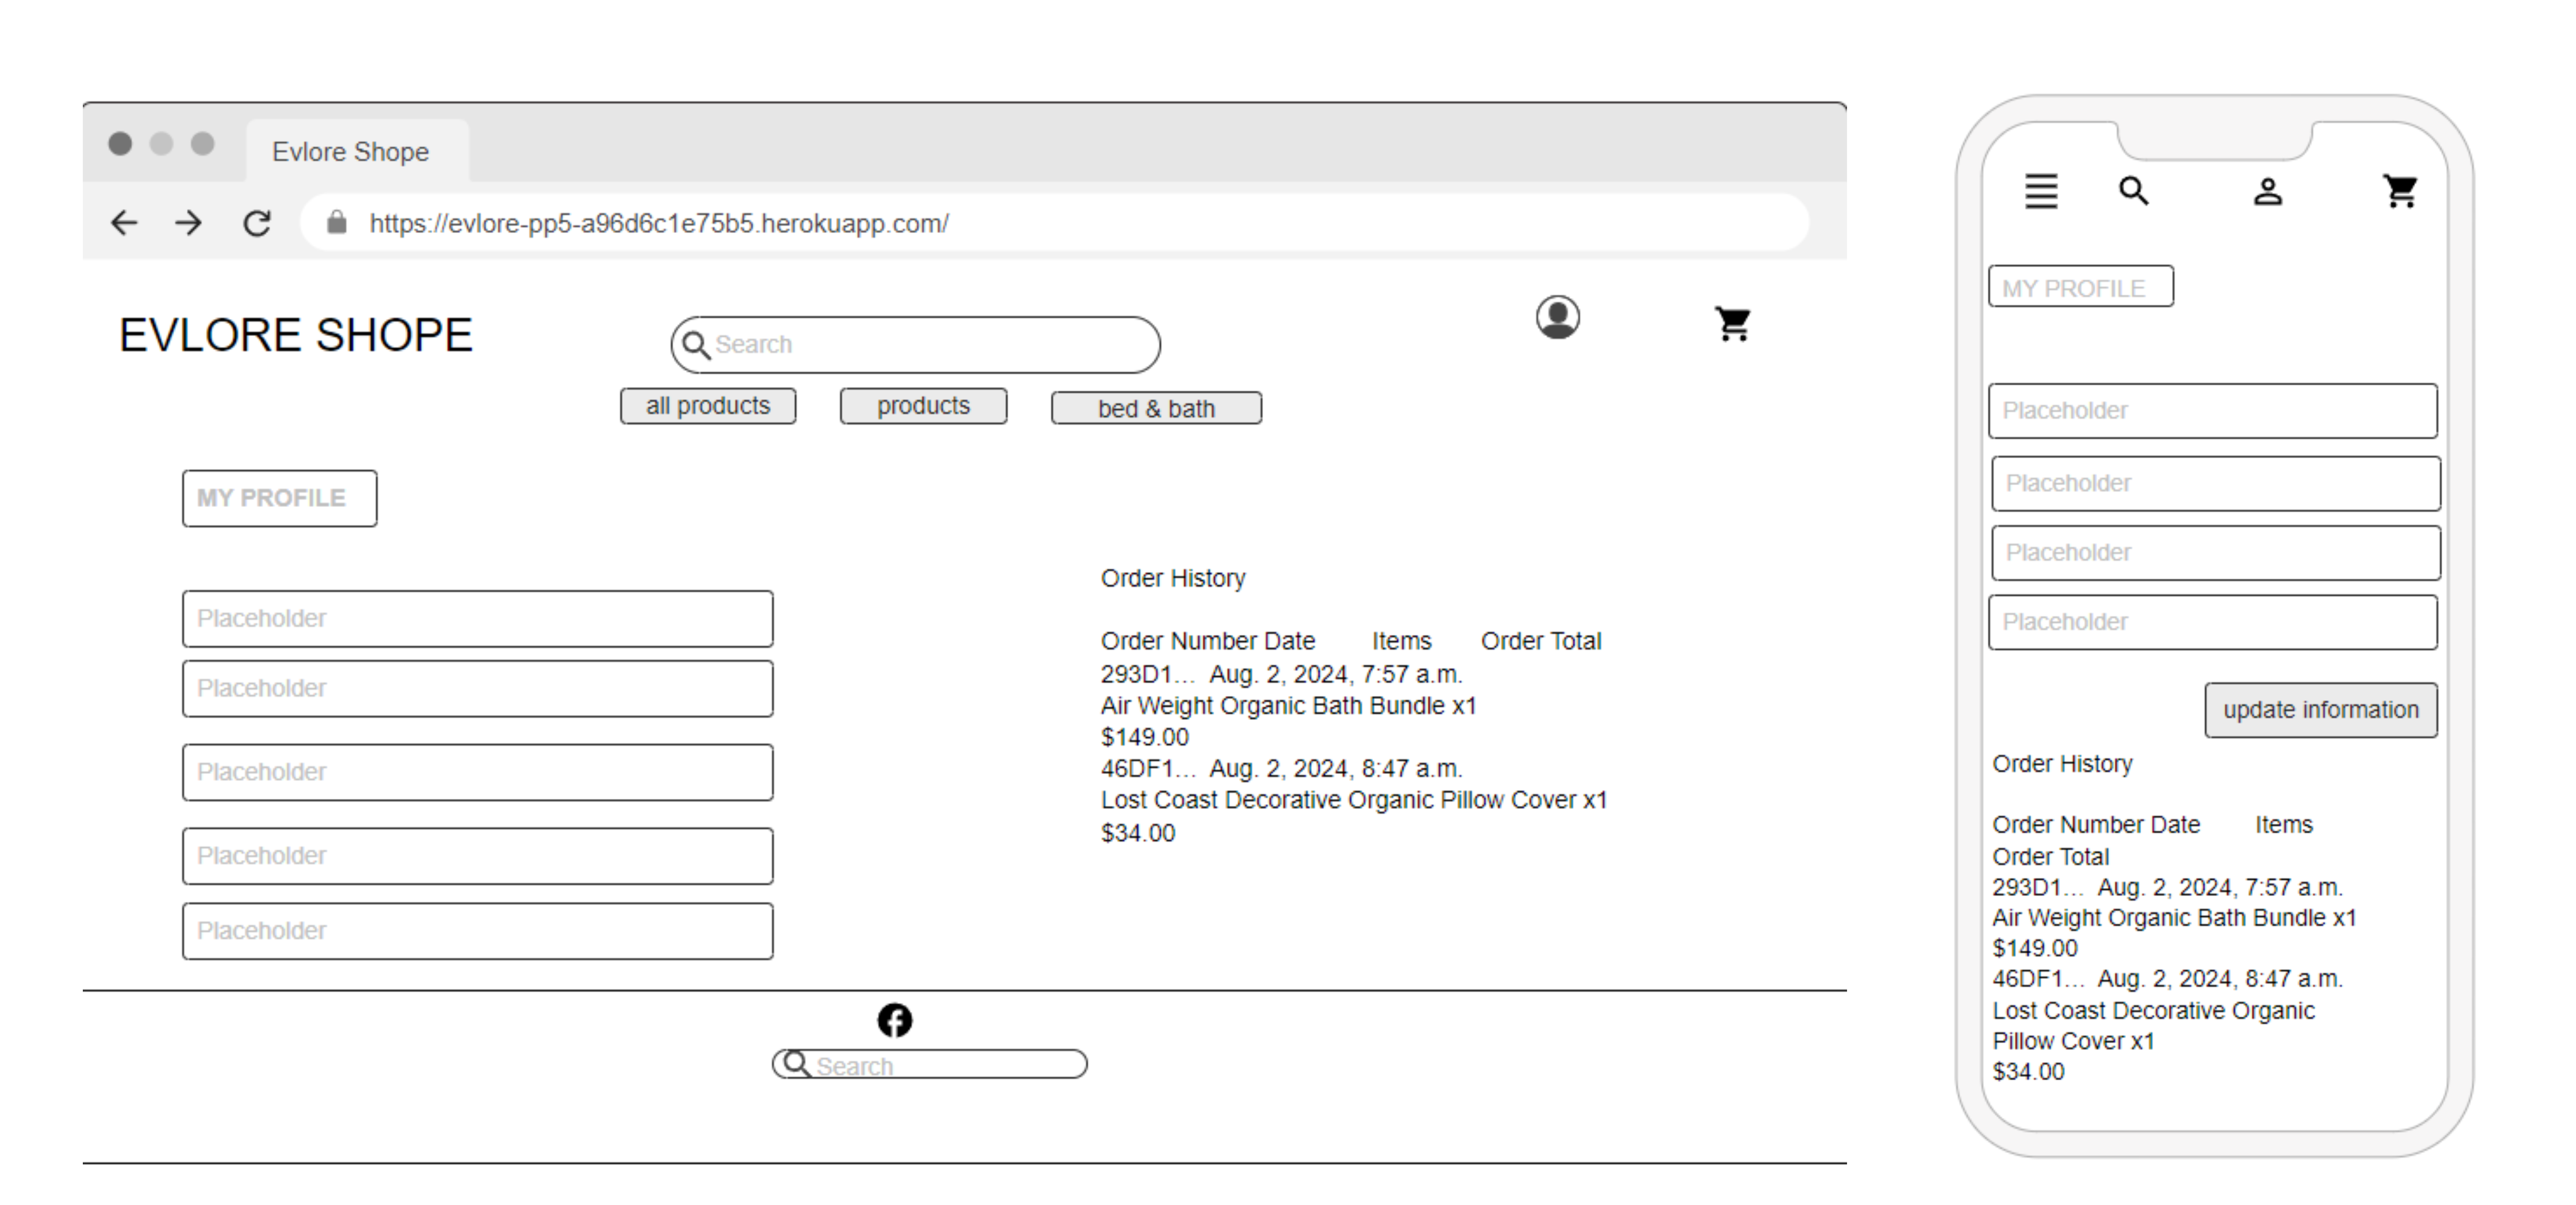 Evlore Shope
https://evlore-pp5-a96d6c1e75b5.herokuapp.com/
EVLORE SHOPE
Search
all products
products
bed & bath
MY PROFILE
Placeholder
Placeholder
Placeholder
Placeholder
Placeholder
Order History
Order Number Date Items Order Total
293D1... Aug. 2, 2024, 7:57 a.m.
Air Weight Organic Bath Bundle x1
$149.00
46DF1... Aug. 2, 2024, 8:47 a.m.
Lost Coast Decorative Organic Pillow Cover x1
$34.00
Search
MY PROFILE
Placeholder
Placeholder
Placeholder
Placeholder
update information
Order History
Order Number Date Items
Order Total
293D1... Aug. 2, 2024, 7:57 a.m.
Air Weight Organic Bath Bundle x1
$149.00
46DF1... Aug. 2, 2024, 8:47 a.m.
Lost Coast Decorative Organic
Pillow Cover x1
$34.00